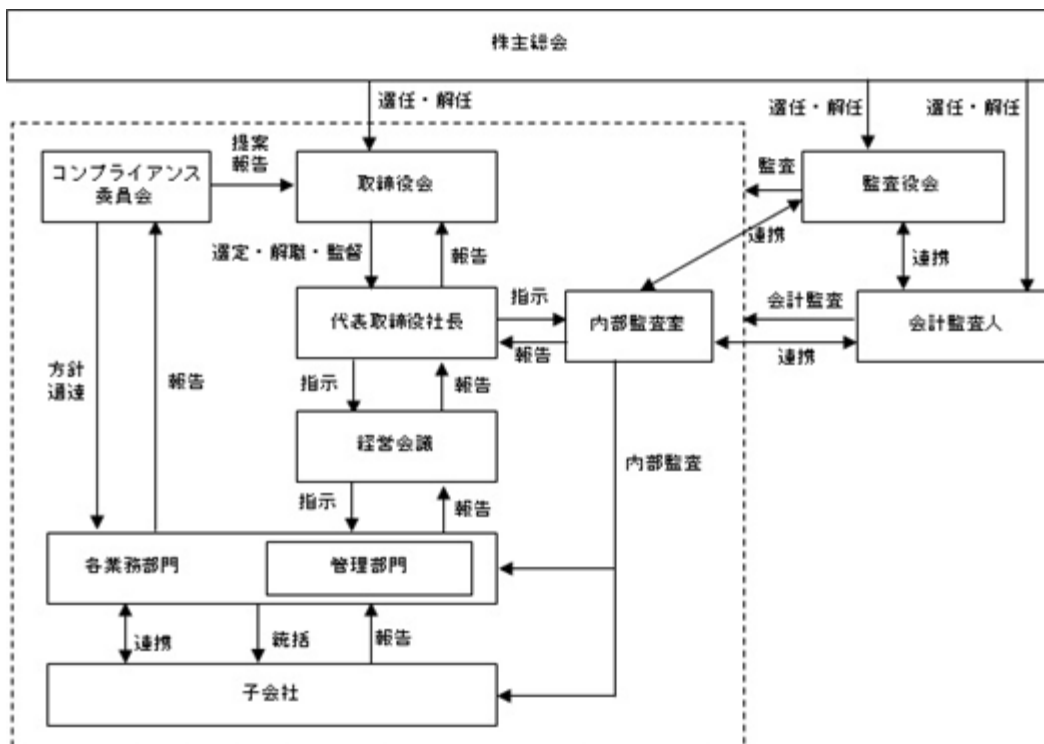 株主総会
選任・解任
選任・解任
選任・解任
提案
報告
コンプライアンス
委員会
取締役会
監査
監査役会
選定・解職・監督
報告
連携
連携
代表取締役社長
指示
報告
内部監査室
会計監査
連携
会計監査人
方針
通達
報告
指示
報告
経営会議
内部監査
指示
報告
各業務部門
管理部門
連携
統括
報告
子会社